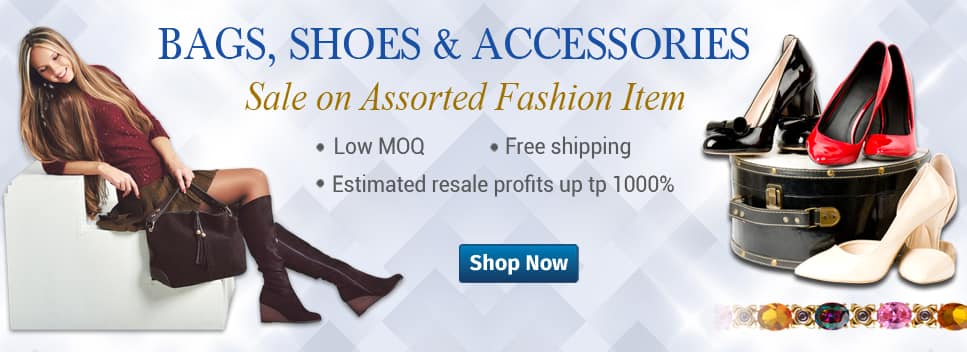 BAGS, SHOES & ACCESSORIES
Sale on Assorted Fashion Item
• Low MOQ • Free shipping
• Estimated resale profits up tp 1000%
Shop Now